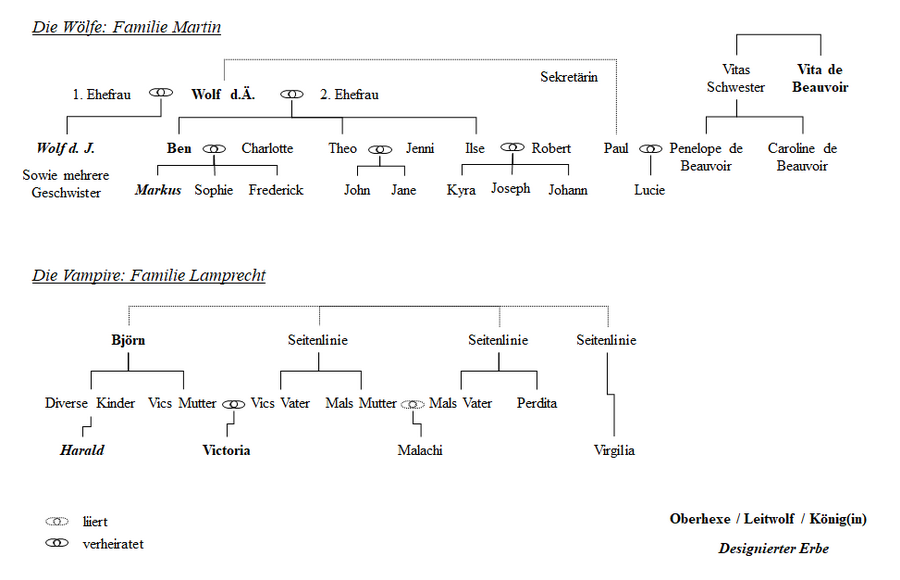 Die Wölfe: Familie Martin
Sekretärin
Vitas Schwester
Vita de Beauvoir
1. Ehefrau
Wolf d.Ä.
2. Ehefrau
Wolf d. J.
Ben
Charlotte
Theo
Jenni
Ilse
Robert
Paul
Penelope de Beauvoir
Caroline de Beauvoir
Sowie mehrere Geschwister
Markus
Sophie
Frederick
John
Jane
Kyra
Joseph
Johann
Lucie
Die Vampire: Familie Lamprecht
Björn
Seitenlinie
Seitenlinie
Seitenlinie
Diverse Kinder
Vics Mutter
Vics Vater
Mals Mutter
Mals Vater
Perdita
Harald
Victoria
Malachi
Virgilia
liiert
verheiratet
Oberhexe / Leitwolf / König(in)
Designierter Erbe